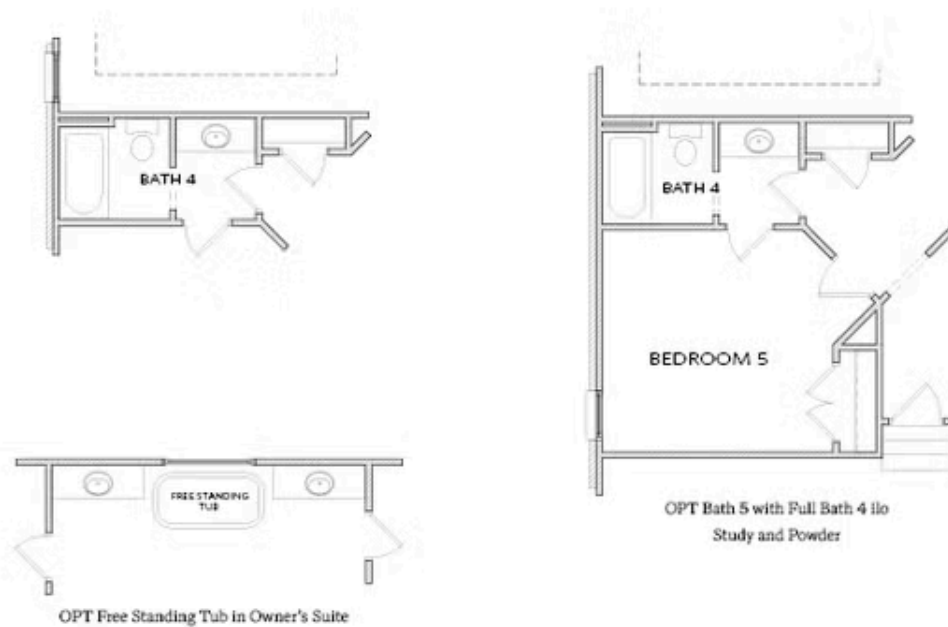 BATH 4
BATH 4
BEDROOM 5
FREE STANDING
TUB
OPT Bath 5 with Full Bath 4 ilo
Study and Powder
OPT Free Standing Tub in Owner's Suite